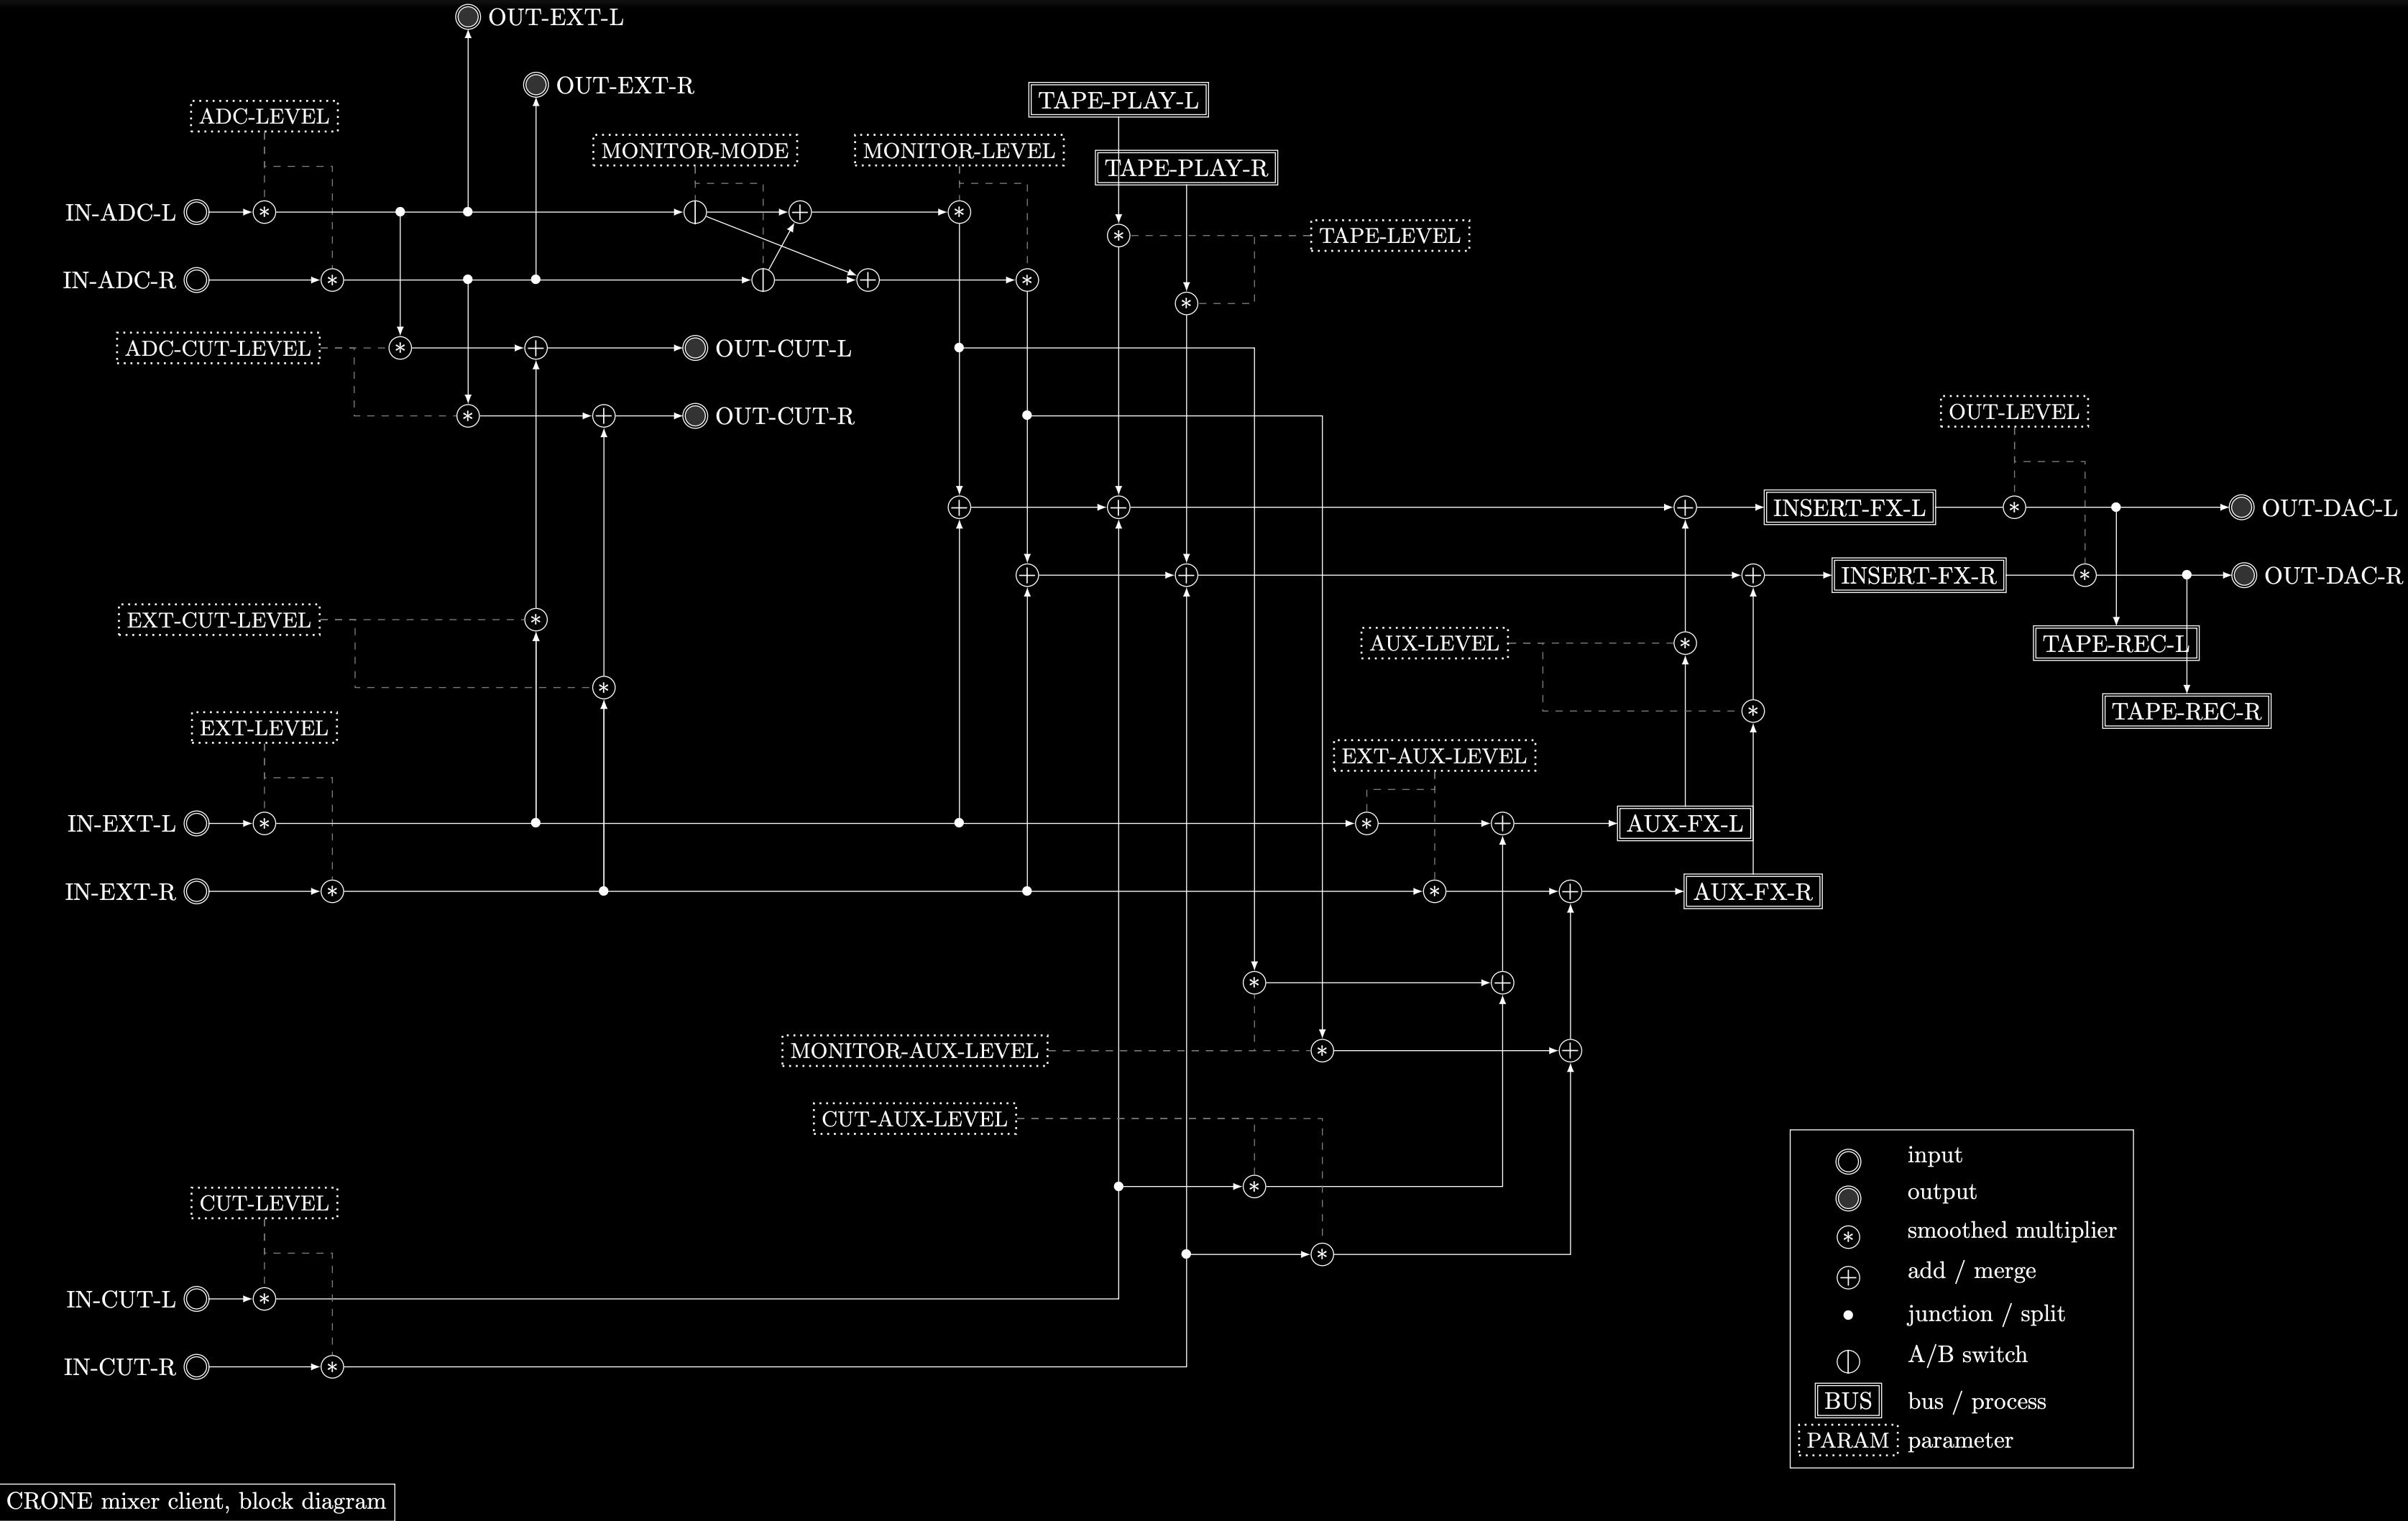 OUT-EXT-L
OUT-EXT-R
TAPE-PLAY-L
ADC-LEVEL
MONITOR-MODE
MONITOR-LEVEL
TAPE-PLAY-R
IN-ADC-L
TAPE-LEVEL
IN-ADC-R
ADC-CUT-LEVEL
OUT-CUT-L
OUT-CUT-R
OUT-LEVEL
INSERT-FX-L
OUT-DAC-L
INSERT-FX-R
OUT-DAC-R
EXT-CUT-LEVEL
AUX-LEVEL
TAPE-REC-L
TAPE-REC-R
EXT-LEVEL
EXT-AUX-LEVEL
IN-EXT-L
AUX-FX-L
IN-EXT-R
AUX-FX-R
MONITOR-AUX-LEVEL
CUT-AUX-LEVEL
CUT-LEVEL
IN-CUT-L
IN-CUT-R
input
output
smoothed multiplier
add / merge
junction / split
A/B switch
BUS bus / process
PARAM parameter
CRONE mixer client, block diagram